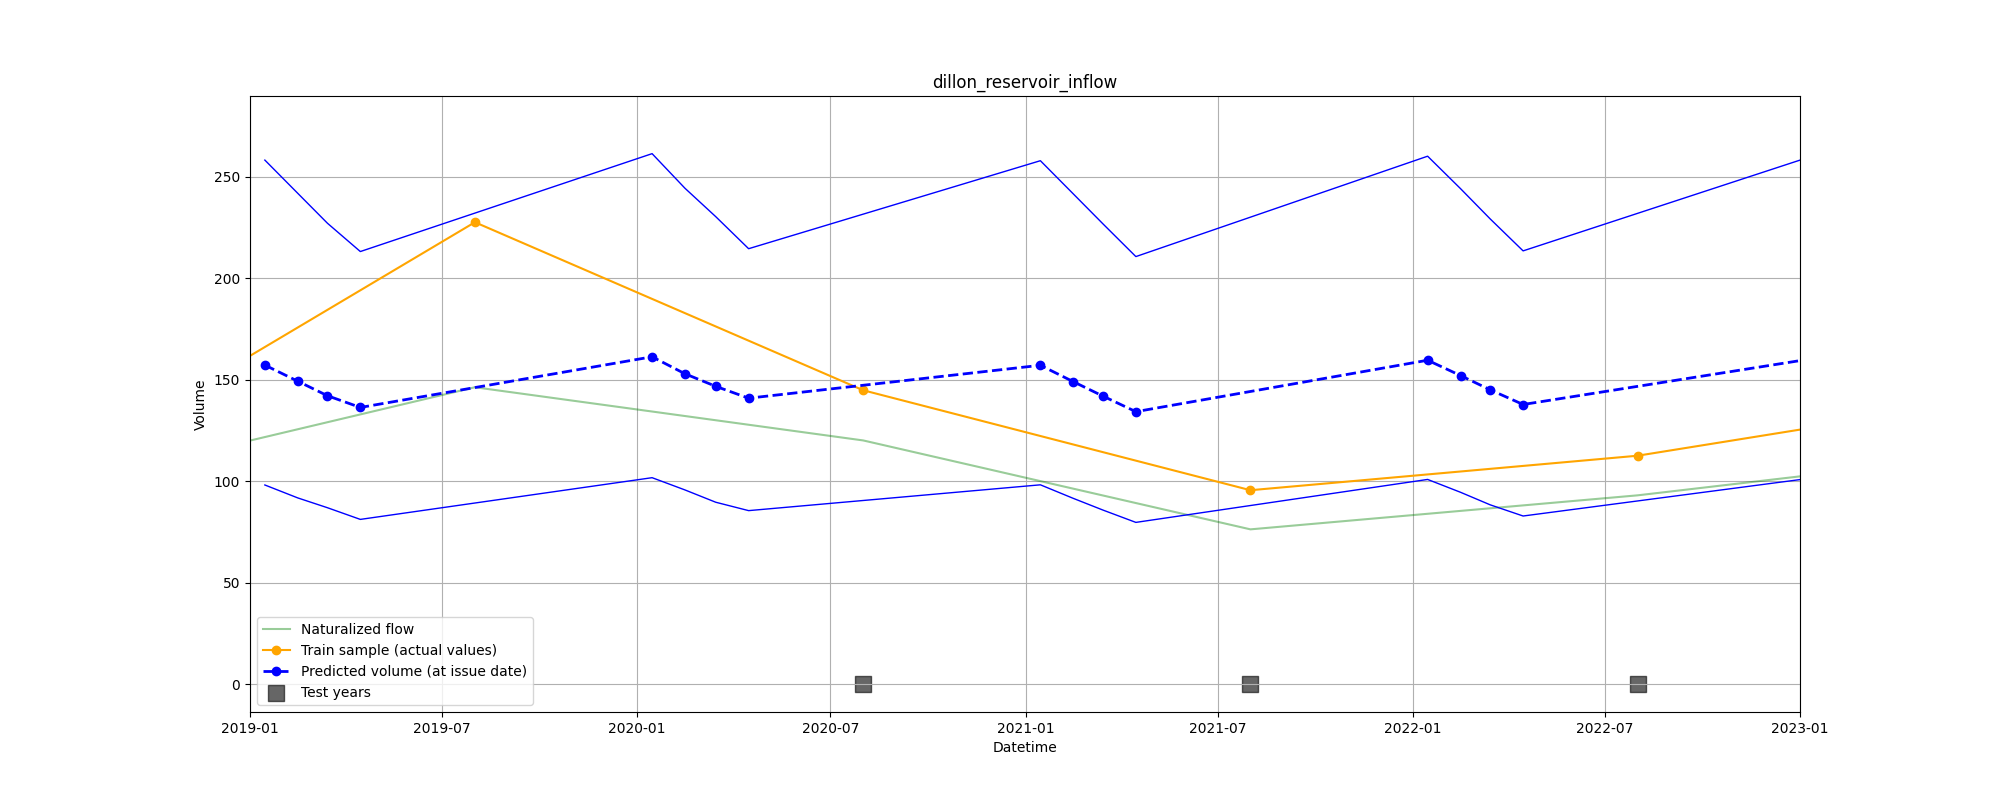 dillon_reservoir_inflow
250
200
150
100
50
0
Volume
Naturalized flow
Train sample (actual values)
Predicted volume (at issue date)
Test years
2019-01 2019-07 2020-01 2020-07 2021-01 2021-07 2022-01 2022-07 2023-01
Datetime